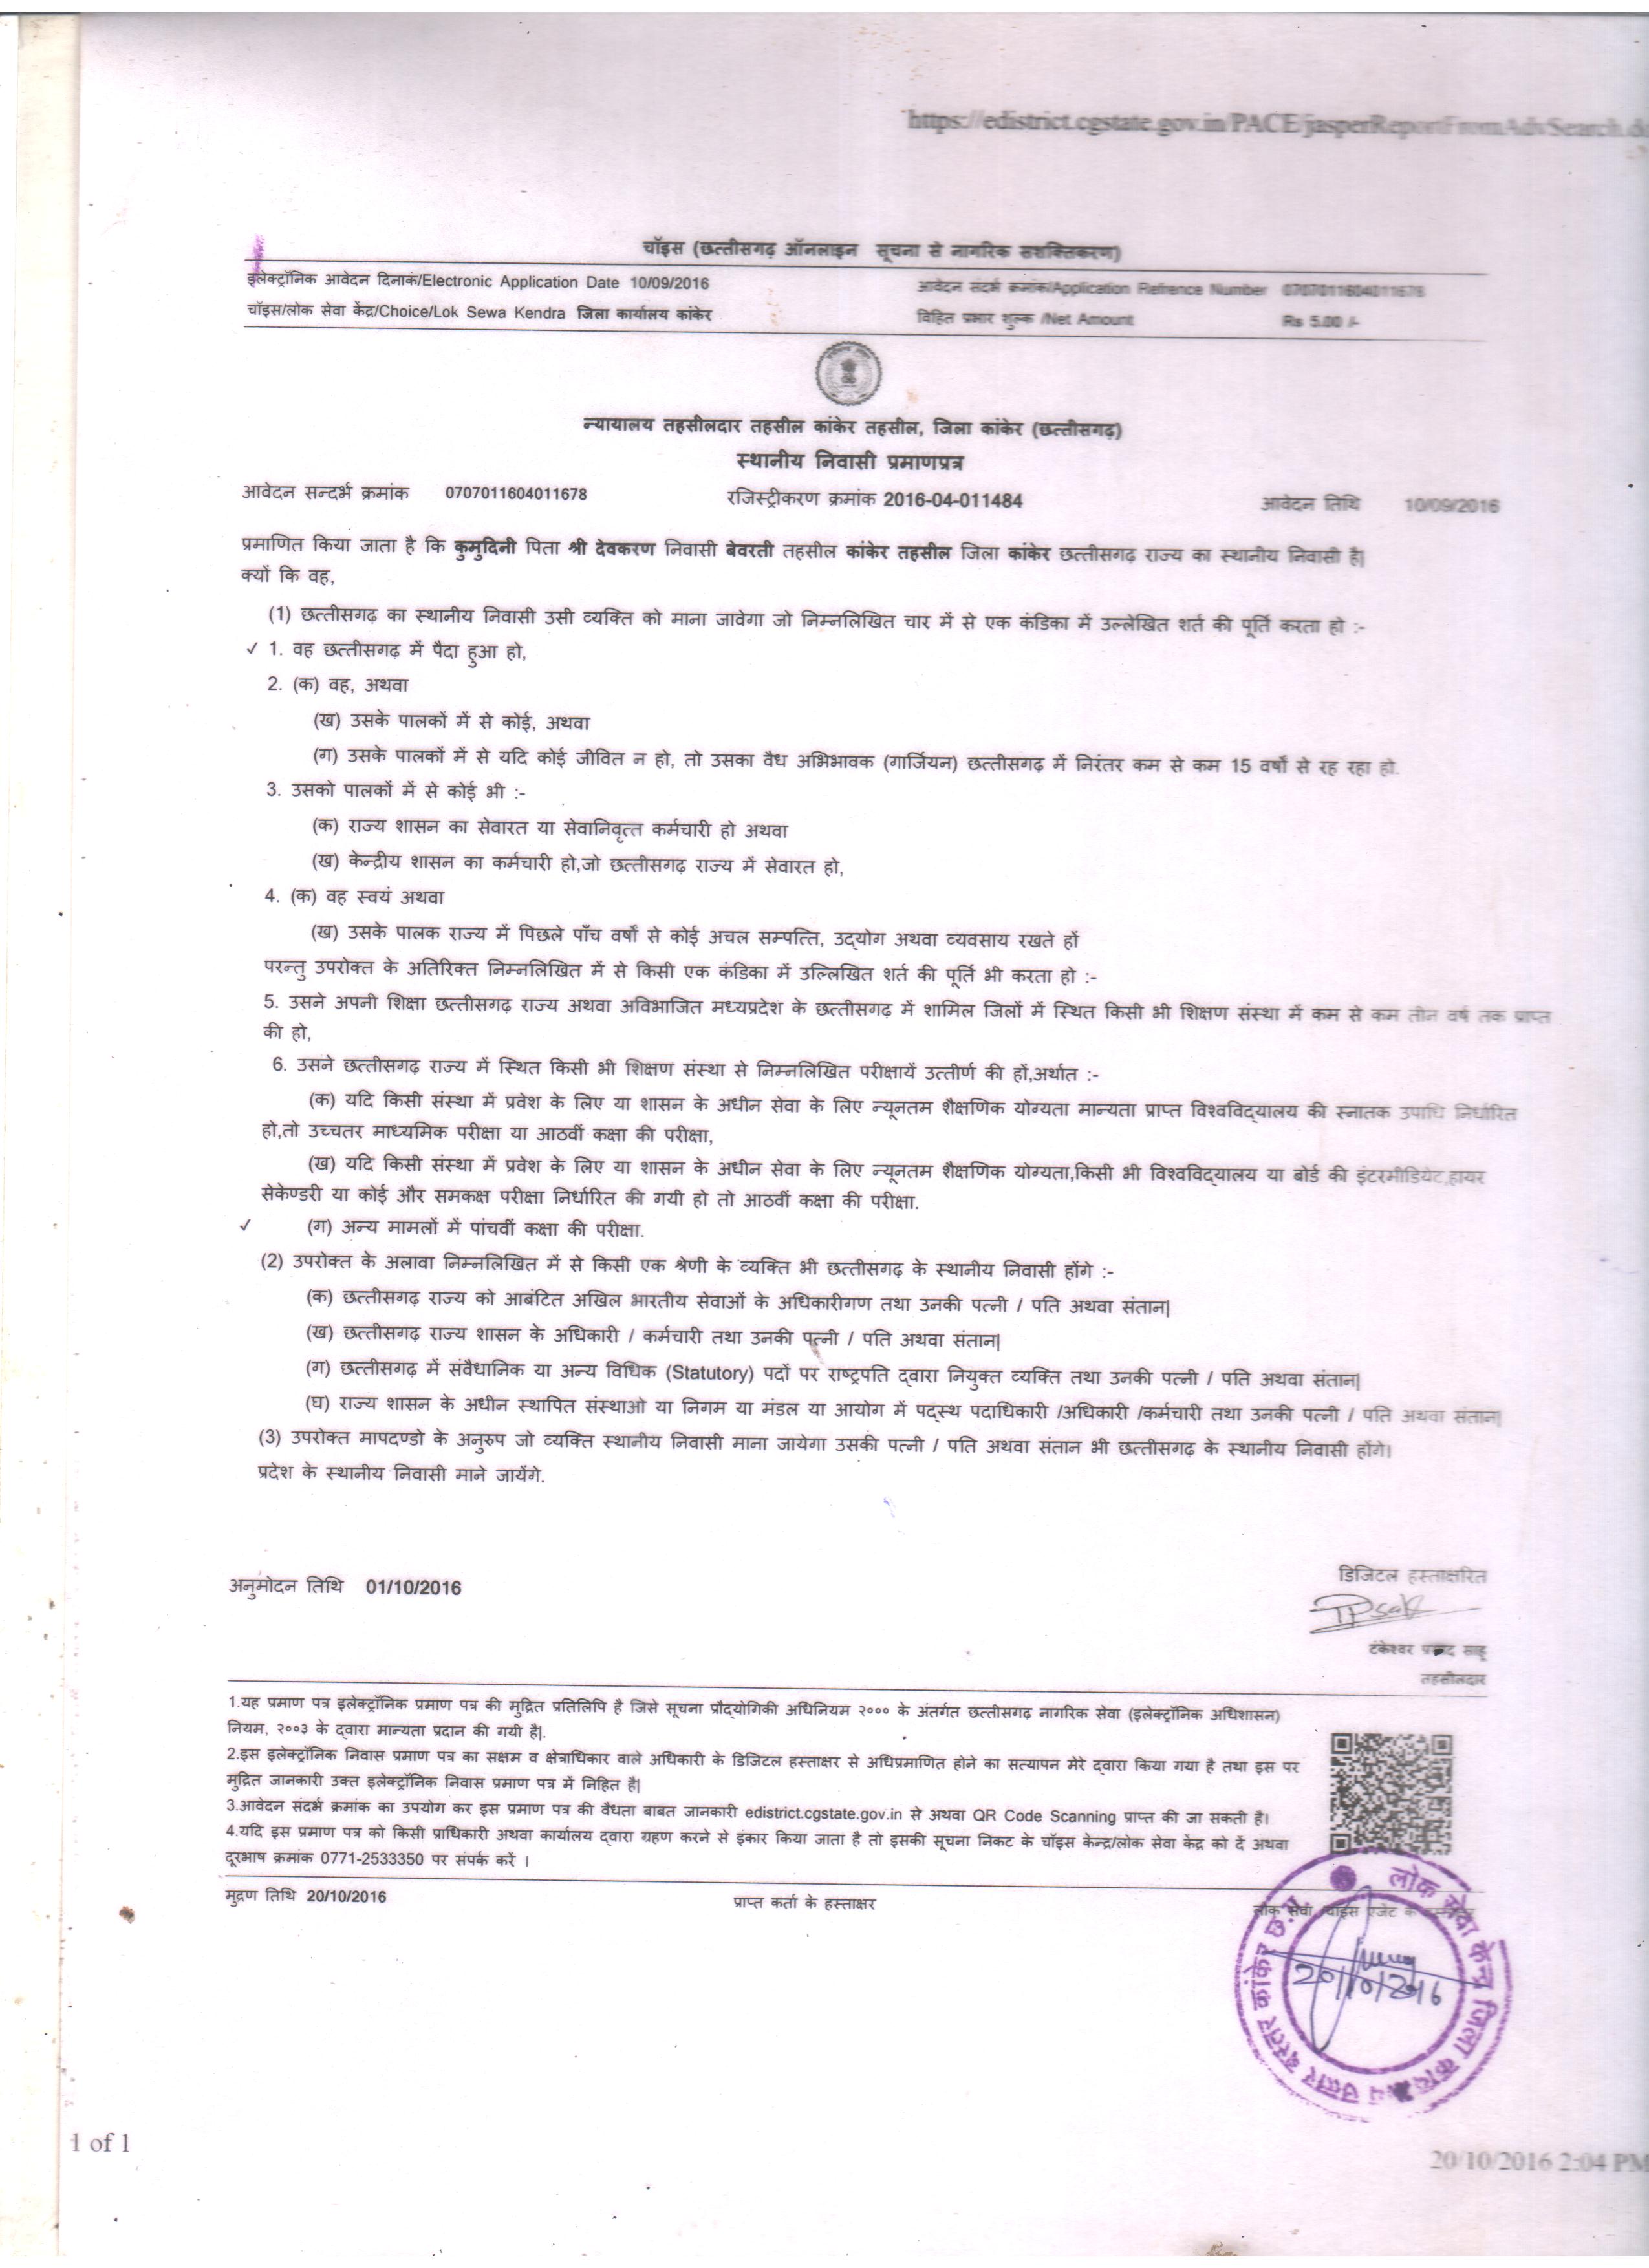 https://edistrict.cgstate.gov.in/PACE/jasperReportFromAdvSearch.d
चॉइस (छत्तीसगढ़ ऑनलाइन सूचना से नागरिक सशक्तिकरण)
इलेक्ट्रॉनिक आवेदन दिनाकं/Electronic Application Date 10/09/2016 आवेदन संदर्भ क्रमांक/Application Refrence Number 0707011604011678
चॉइस/लोक सेवा केंद्र/Choice/Lok Sewa Kendra जिला कार्यालय कांकेर विहित प्रभार शुल्क /Net Amount Rs 5.00 /-
न्यायालय तहसीलदार तहसील कांकेर तहसील, जिला कांकेर (छत्तीसगढ़)
स्थानीय निवासी प्रमाणपत्र
आवेदन सन्दर्भ क्रमांक 0707011604011678 रजिस्ट्रीकरण क्रमांक 2016-04-011484 आवेदन तिथि 10/09/2016
प्रमाणित किया जाता है कि कुमुदिनी पिता श्री देवकरण निवासी बेवरती तहसील कांकेर तहसील जिला कांकेर छत्तीसगढ़ राज्य का स्थानीय निवासी है|
क्यों कि वह,
(1) छत्तीसगढ़ का स्थानीय निवासी उसी व्यक्ति को माना जावेगा जो निम्नलिखित चार में से एक कंडिका में उल्लेखित शर्त की पूर्ति करता हो :-
✓ 1. वह छत्तीसगढ़ में पैदा हुआ हो,
2. (क) वह, अथवा
(ख) उसके पालकों में से कोई, अथवा
(ग) उसके पालकों में से यदि कोई जीवित न हो, तो उसका वैध अभिभावक (गार्जियन) छत्तीसगढ़ में निरंतर कम से कम 15 वर्षों से रह रहा हो.
3. उसको पालकों में से कोई भी :-
(क) राज्य शासन का सेवारत या सेवानिवृत्त कर्मचारी हो अथवा
(ख) केन्द्रीय शासन का कर्मचारी हो,जो छत्तीसगढ़ राज्य में सेवारत हो,
4. (क) वह स्वयं अथवा
(ख) उसके पालक राज्य में पिछले पाँच वर्षों से कोई अचल सम्पत्ति, उद्योग अथवा व्यवसाय रखते हों
परन्तु उपरोक्त के अतिरिक्त निम्नलिखित में से किसी एक कंडिका में उल्लिखित शर्त की पूर्ति भी करता हो :-
5. उसने अपनी शिक्षा छत्तीसगढ़ राज्य अथवा अविभाजित मध्यप्रदेश के छत्तीसगढ़ में शामिल जिलों में स्थित किसी भी शिक्षण संस्था में कम से कम तीन वर्ष तक प्राप्त
की हो,
6. उसने छत्तीसगढ़ राज्य में स्थित किसी भी शिक्षण संस्था से निम्नलिखित परीक्षायें उत्तीर्ण की हों,अर्थात :-
(क) यदि किसी संस्था में प्रवेश के लिए या शासन के अधीन सेवा के लिए न्यूनतम शैक्षणिक योग्यता मान्यता प्राप्त विश्वविद्यालय की स्नातक उपाधि निर्धारित
हो,तो उच्चतर माध्यमिक परीक्षा या आठवीं कक्षा की परीक्षा,
(ख) यदि किसी संस्था में प्रवेश के लिए या शासन के अधीन सेवा के लिए न्यूनतम शैक्षणिक योग्यता,किसी भी विश्वविद्यालय या बोर्ड की इंटरमीडियेट,हायर
सेकेण्डरी या कोई और समकक्ष परीक्षा निर्धारित की गयी हो तो आठवीं कक्षा की परीक्षा.
✓ (ग) अन्य मामलों में पांचवीं कक्षा की परीक्षा.
(2) उपरोक्त के अलावा निम्नलिखित में से किसी एक श्रेणी के व्यक्ति भी छत्तीसगढ़ के स्थानीय निवासी होंगे :-
(क) छत्तीसगढ़ राज्य को आबंटित अखिल भारतीय सेवाओं के अधिकारीगण तथा उनकी पत्नी / पति अथवा संतान|
(ख) छत्तीसगढ़ राज्य शासन के अधिकारी / कर्मचारी तथा उनकी पत्नी / पति अथवा संतान|
(ग) छत्तीसगढ़ में संवैधानिक या अन्य विधिक (Statutory) पदों पर राष्ट्रपति द्वारा नियुक्त व्यक्ति तथा उनकी पत्नी / पति अथवा संतान|
(घ) राज्य शासन के अधीन स्थापित संस्थाओ या निगम या मंडल या आयोग में पद्स्थ पदाधिकारी /अधिकारी /कर्मचारी तथा उनकी पत्नी / पति अथवा संतान|
(3) उपरोक्त मापदण्डो के अनुरुप जो व्यक्ति स्थानीय निवासी माना जायेगा उसकी पत्नी / पति अथवा संतान भी छत्तीसगढ़ के स्थानीय निवासी होंगे।
प्रदेश के स्थानीय निवासी माने जायेंगे.
अनुमोदन तिथि 01/10/2016
डिजिटल हस्ताक्षरित
टंकेश्वर प्रसाद साहू
तहसीलदार
1.यह प्रमाण पत्र इलेक्ट्रॉनिक प्रमाण पत्र की मुद्रित प्रतिलिपि है जिसे सूचना प्रौद्योगिकी अधिनियम २००० के अंतर्गत छत्तीसगढ़ नागरिक सेवा (इलेक्ट्रॉनिक अधिशासन)
नियम, २००३ के द्वारा मान्यता प्रदान की गयी है|.
2.इस इलेक्ट्रॉनिक निवास प्रमाण पत्र का सक्षम व क्षेत्राधिकार वाले अधिकारी के डिजिटल हस्ताक्षर से अधिप्रमाणित होने का सत्यापन मेरे द्वारा किया गया है तथा इस पर
मुद्रित जानकारी उक्त इलेक्ट्रॉनिक निवास प्रमाण पत्र में निहित है|
3.आवेदन संदर्भ क्रमांक का उपयोग कर इस प्रमाण पत्र की वैधता बाबत जानकारी edistrict.cgstate.gov.in से अथवा QR Code Scanning प्राप्त की जा सकती है।
4.यदि इस प्रमाण पत्र को किसी प्राधिकारी अथवा कार्यालय द्वारा ग्रहण करने से इंकार किया जाता है तो इसकी सूचना निकट के चॉइस केन्द्र/लोक सेवा केंद्र को दें अथवा
दूरभाष क्रमांक 0771-2533350 पर संपर्क करें ।
मुद्रण तिथि 20/10/2016 प्राप्त कर्ता के हस्ताक्षर लोक सेवा चॉइस एजेंट के
लोक सेवा केन्द्र जिला कार्यालय उत्तर बस्तर कांकेर छ.ग.
20/10/2016
1 of 1
20/10/2016 2:04 PM